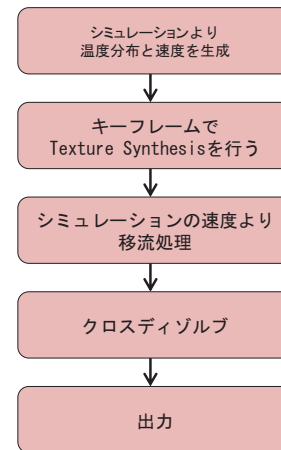 シミュレーションより
温度分布と速度を生成
キーフレームで
Texture Synthesisを行う
シミュレーションの速度より
移流処理
クロスディゾルブ
出力